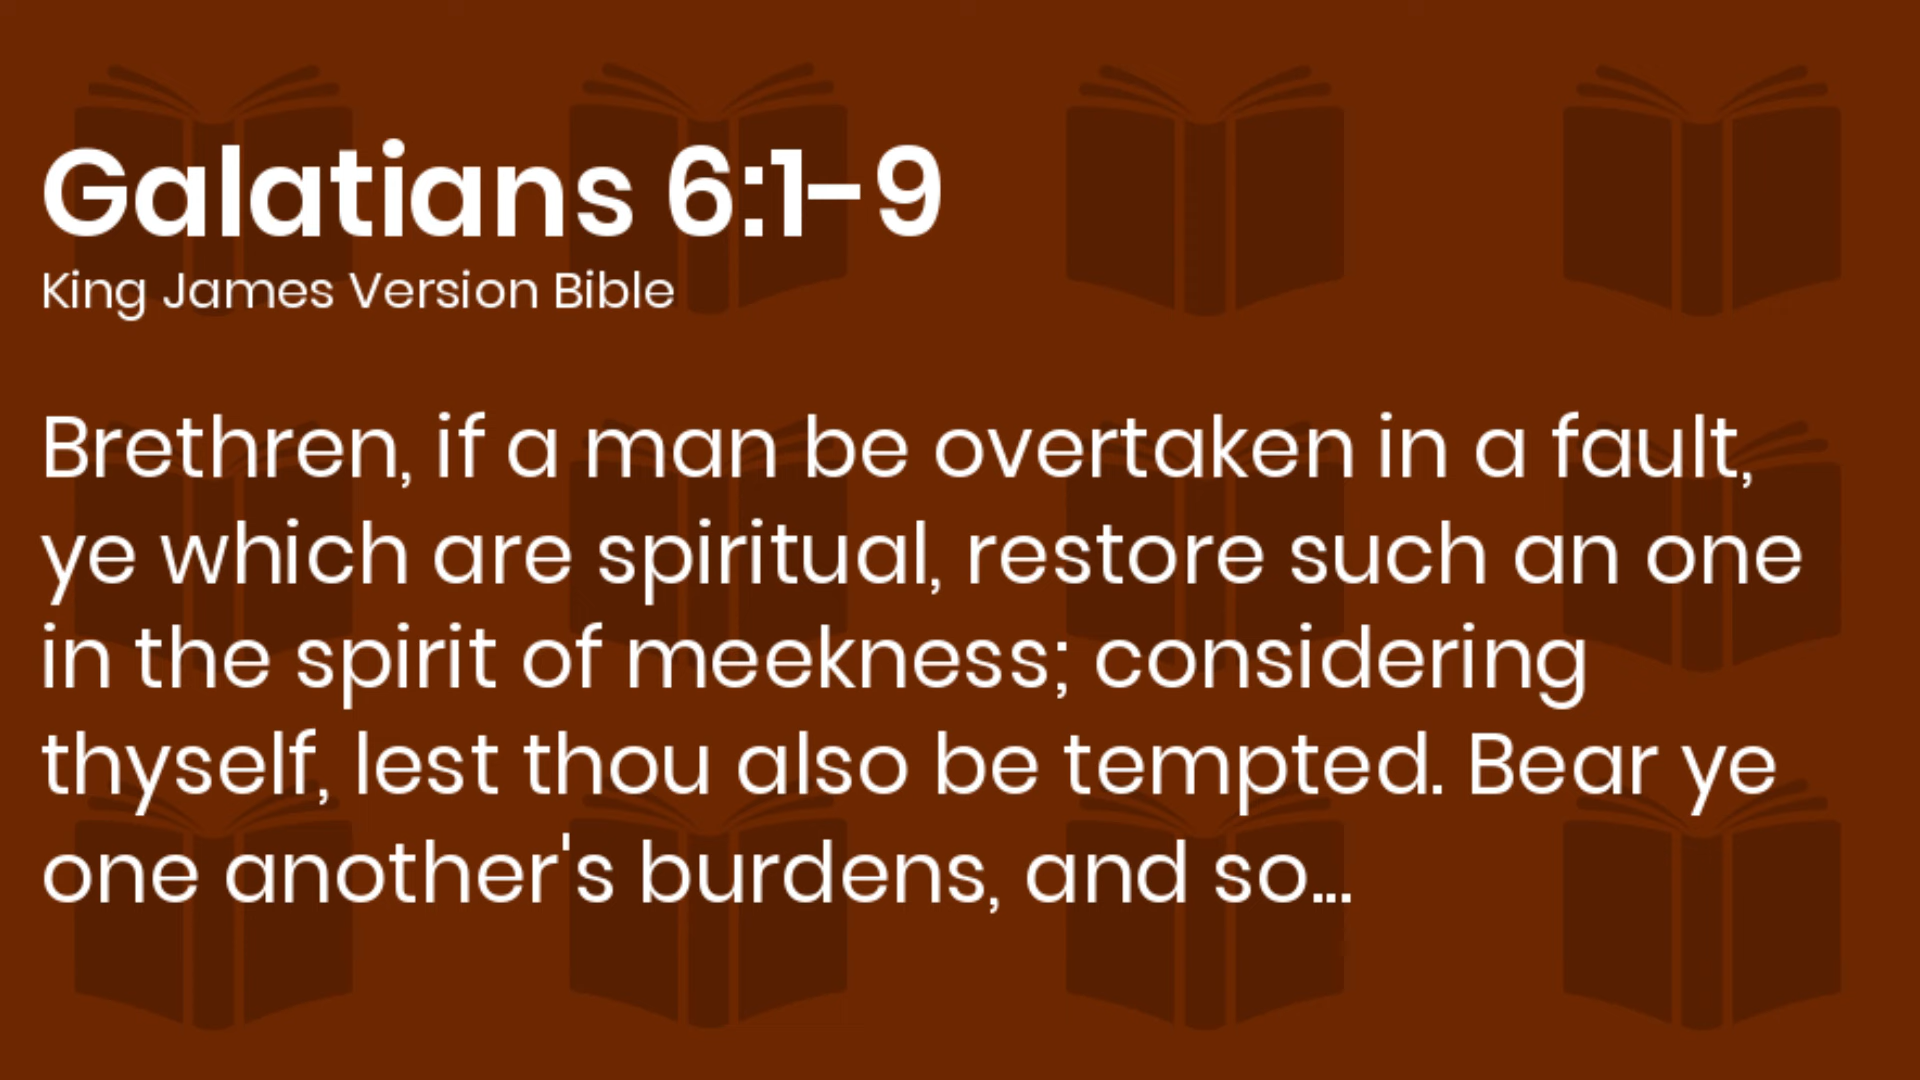 Galatians 6:1-9
King James Version Bible
Brethren, if a man be overtaken in a fault,
ye which are spiritual, restore such an one
in the spirit of meekness; considering
thyself, lest thou also be tempted. Bear ye
one another's burdens, and so...